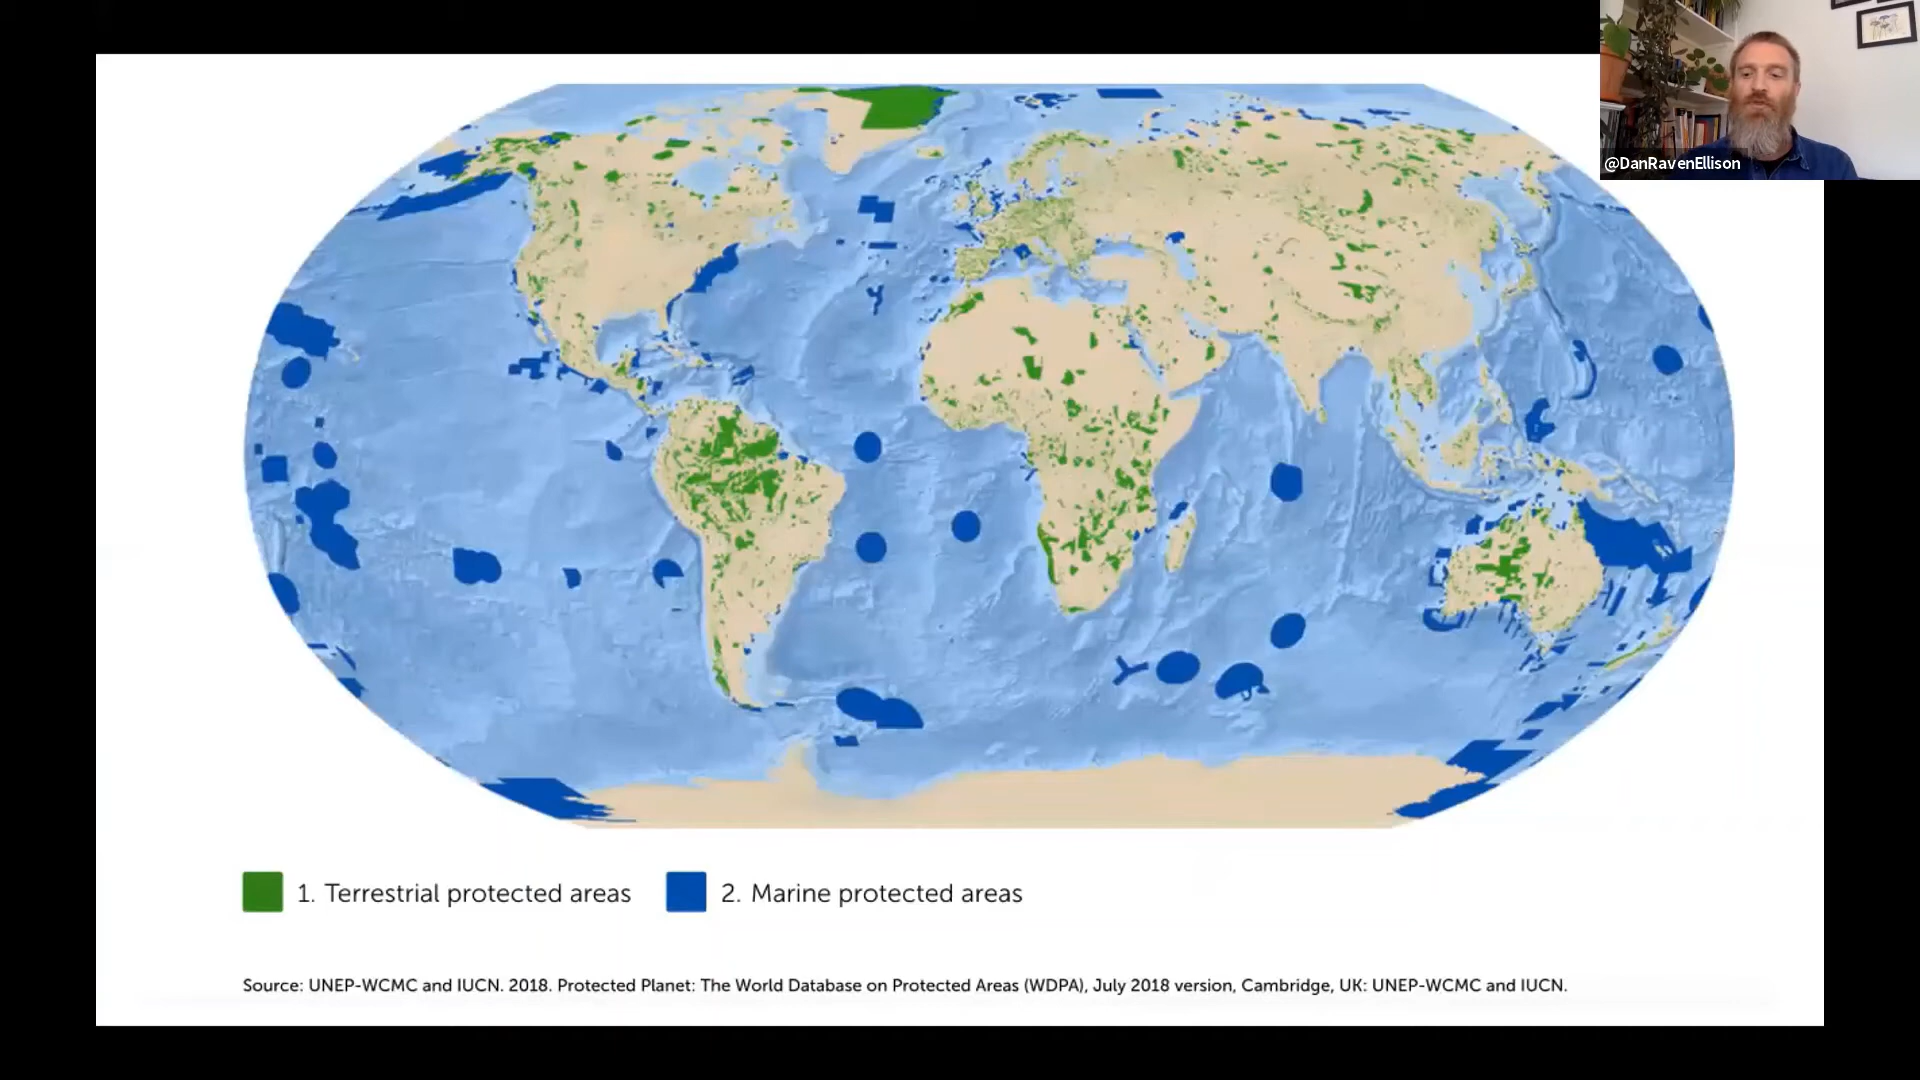 @DanRavenEllison
1. Terrestrial protected areas
2. Marine protected areas
Source: UNEP-WCMC and IUCN. 2018. Protected Planet: The World Database on Protected Areas (WDPA), July 2018 version, Cambridge, UK: UNEP-WCMC and IUCN.